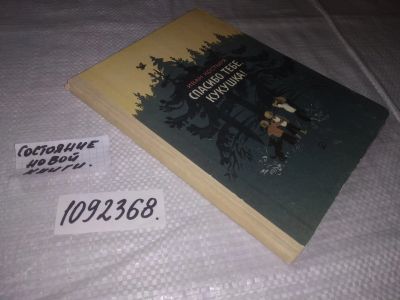 СПАСИБО ТЕБЕ,
КУКУШКА!
СОСТОЯНИЕ
НОВОЙ
КНИГИ.
1092368.